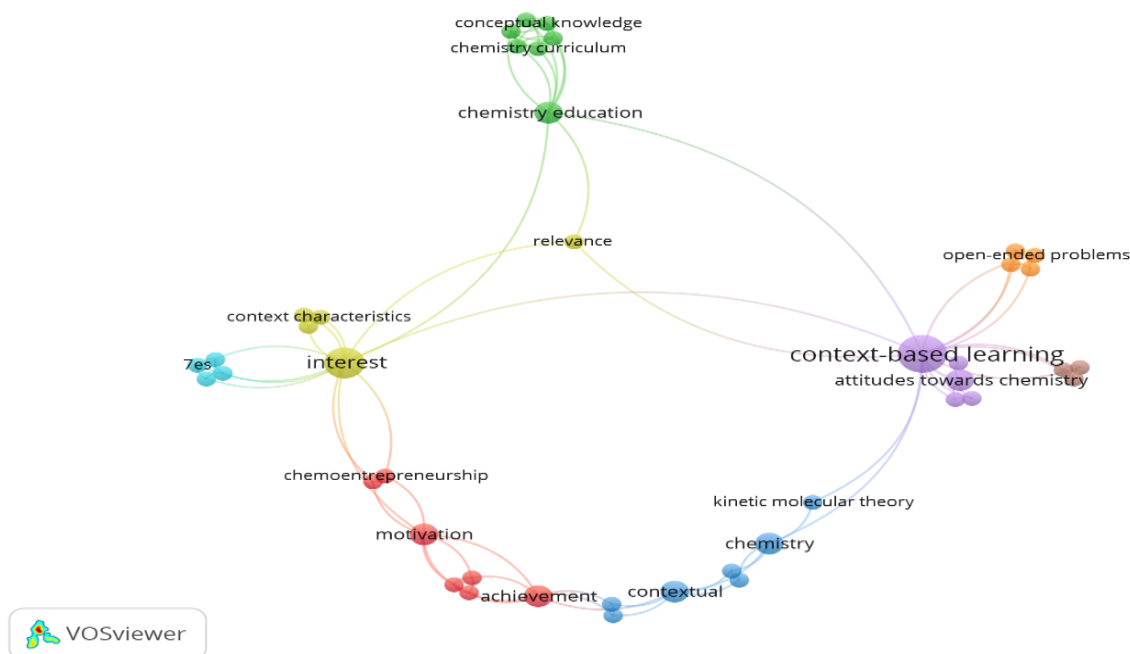 conceptual knowledge
chemistry curriculum
chemistry education
relevance
open-ended problems
context characteristics
interest
7es
context-based learning
attitudes towards chemistry
chemoentrepreneurship
kinetic molecular theory
motivation
chemistry
achievement
contextual
VOSviewer